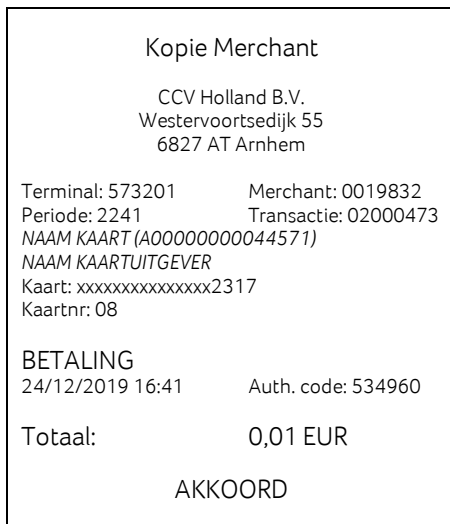 Kopie Merchant
CCV Holland B.V.
Westervoortsedijk 55
6827 AT Arnhem
Terminal: 573201 Merchant: 0019832
Periode: 2241 Transactie: 02000473
NAAM KAART (A00000000044571)
NAAM KAARTUITGEVER
Kaart: xxxxxxxxxxxxxxx2317
Kaartnr: 08
BETALING
24/12/2019 16:41 Auth. code: 534960
Totaal: 0,01 EUR
AKKOORD